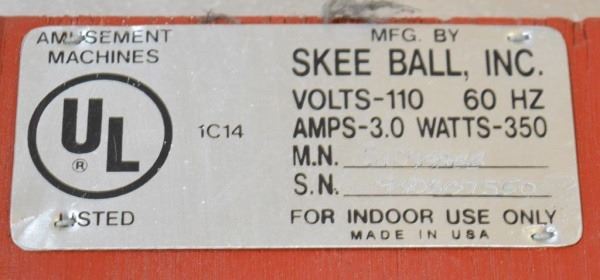 AMUSEMENT
MACHINES
UL
®
LISTED
1C14
MFG. BY
SKEE BALL, INC.
VOLTS-110 60 HZ
AMPS-3.0 WATTS-350
M.N.
S.N.
FOR INDOOR USE ONLY
MADE IN USA